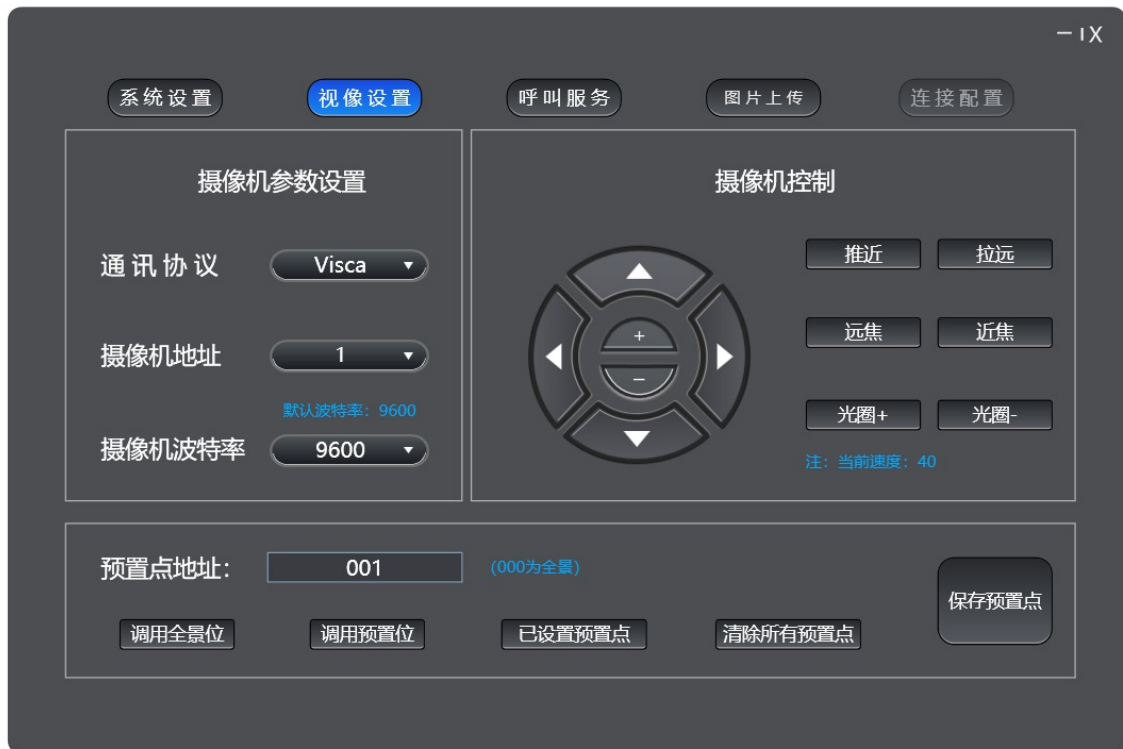 系统设置 视像设置 呼叫服务 图片上传 连接配置
摄像机参数设置
通讯协议 Visca
摄像机地址 1
默认波特率：9600
摄像机波特率 9600
摄像机控制
+
−
推近 拉远
远焦 近焦
光圈+ 光圈-
注：当前速度：40
预置点地址： 001 (000为全景)
保存预置点
调用全景位 调用预置位 已设置预置点 清除所有预置点